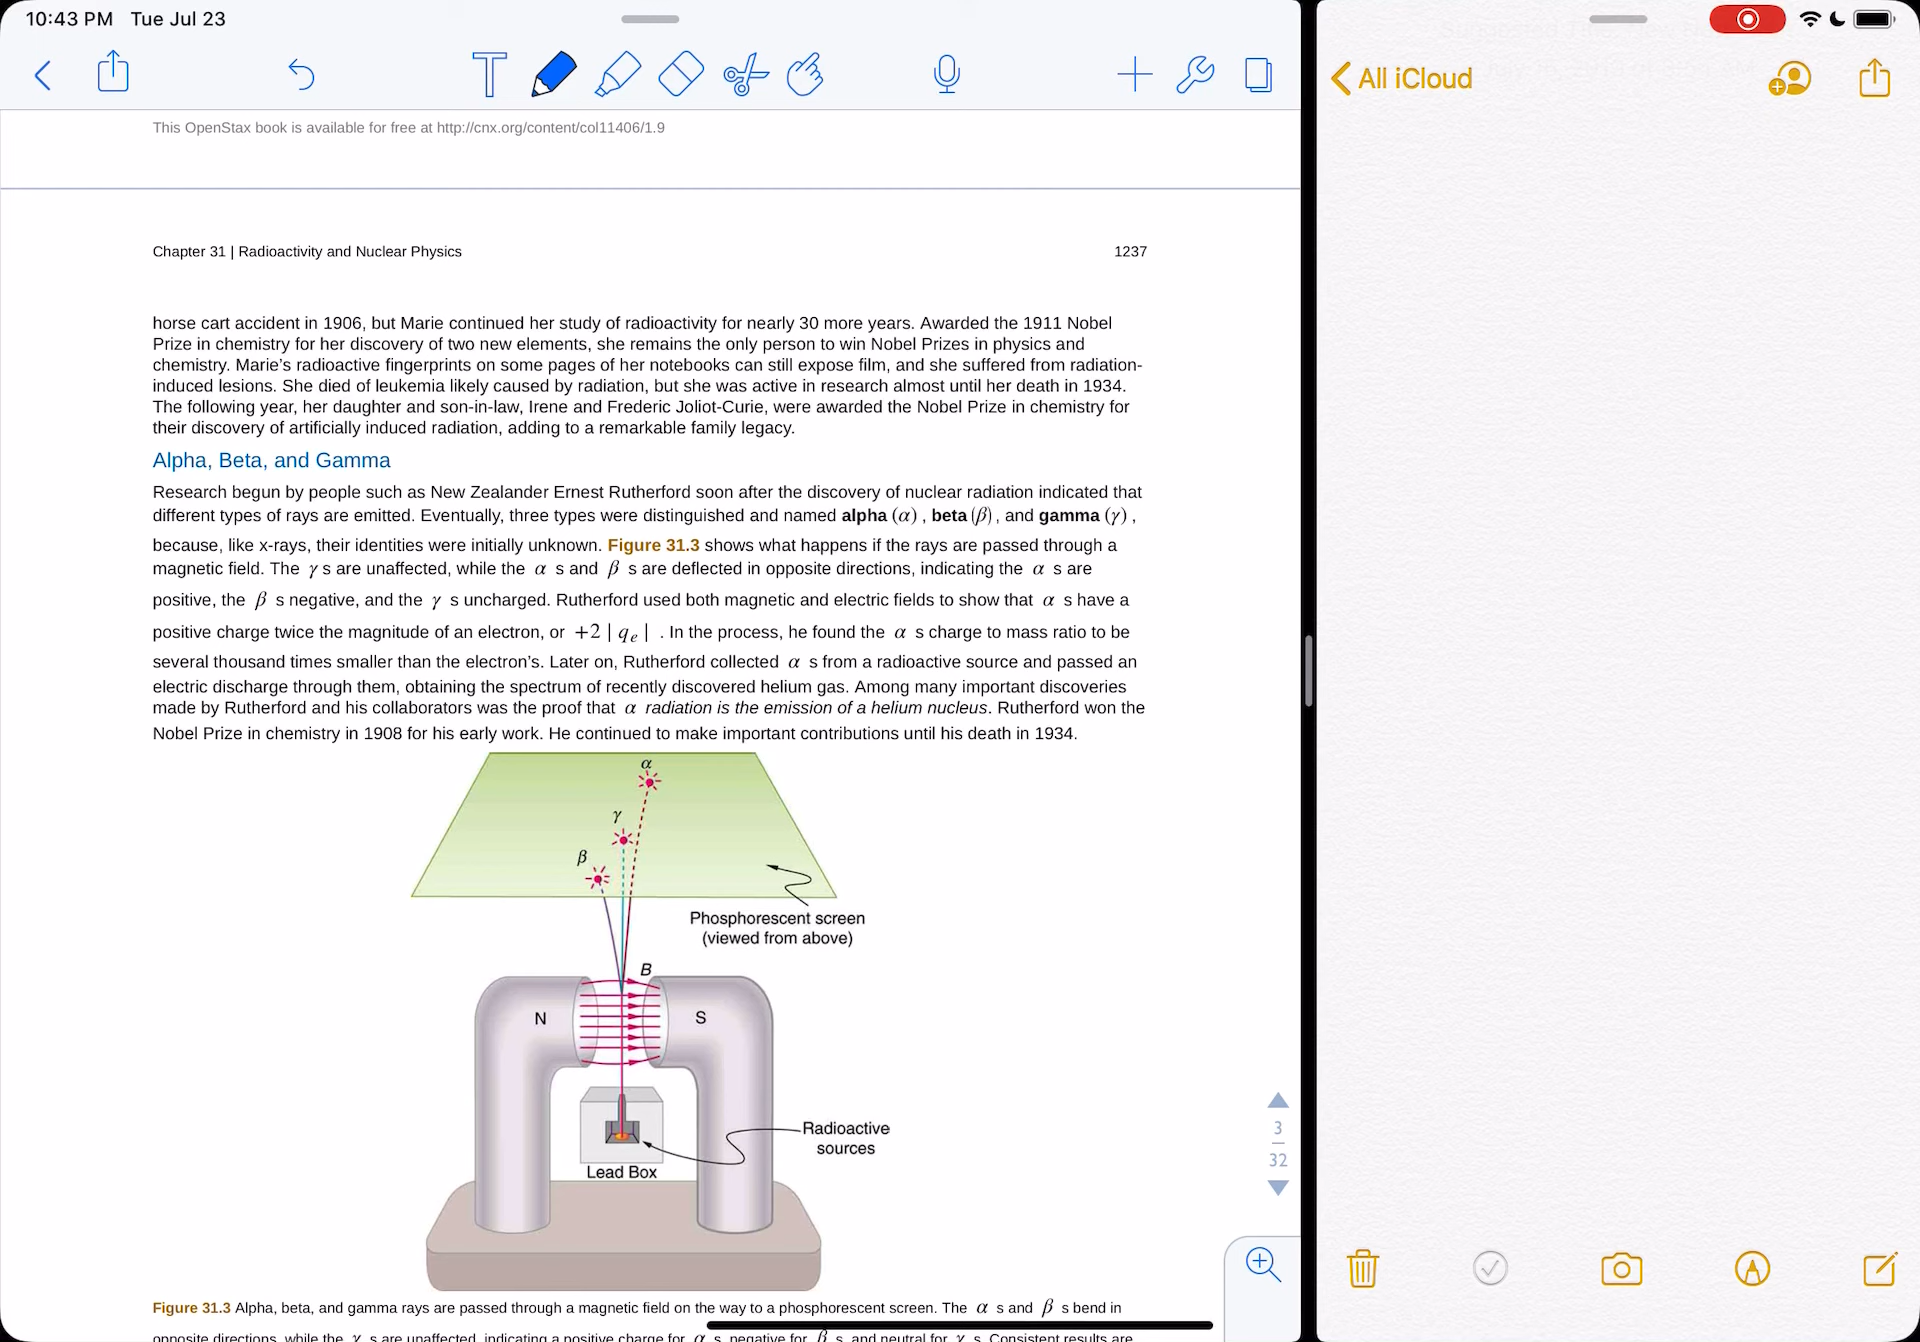 10:43 PM Tue Jul 23
All iCloud
This OpenStax book is available for free at http://cnx.org/content/col11406/1.9
Chapter 31 | Radioactivity and Nuclear Physics 1237
horse cart accident in 1906, but Marie continued her study of radioactivity for nearly 30 more years. Awarded the 1911 Nobel
Prize in chemistry for her discovery of two new elements, she remains the only person to win Nobel Prizes in physics and
chemistry. Marie's radioactive fingerprints on some pages of her notebooks can still expose film, and she suffered from radiation-
induced lesions. She died of leukemia likely caused by radiation, but she was active in research almost until her death in 1934.
The following year, her daughter and son-in-law, Irene and Frederic Joliot-Curie, were awarded the Nobel Prize in chemistry for
their discovery of artificially induced radiation, adding to a remarkable family legacy.
Alpha, Beta, and Gamma
Research begun by people such as New Zealander Ernest Rutherford soon after the discovery of nuclear radiation indicated that
different types of rays are emitted. Eventually, three types were distinguished and named alpha (α), beta (β), and gamma (γ),
because, like x-rays, their identities were initially unknown. Figure 31.3 shows what happens if the rays are passed through a
magnetic field. The γ s are unaffected, while the α s and β s are deflected in opposite directions, indicating the α s are
positive, the β s negative, and the γ s uncharged. Rutherford used both magnetic and electric fields to show that α s have a
positive charge twice the magnitude of an electron, or +2 | qₑ | . In the process, he found the α s charge to mass ratio to be
several thousand times smaller than the electron's. Later on, Rutherford collected α s from a radioactive source and passed an
electric discharge through them, obtaining the spectrum of recently discovered helium gas. Among many important discoveries
made by Rutherford and his collaborators was the proof that α radiation is the emission of a helium nucleus. Rutherford won the
Nobel Prize in chemistry in 1908 for his early work. He continued to make important contributions until his death in 1934.
α
γ
β
Phosphorescent screen
(viewed from above)
B
N S
Radioactive
sources
Lead Box
3
32
Figure 31.3 Alpha, beta, and gamma rays are passed through a magnetic field on the way to a phosphorescent screen. The α s and β s bend in
opposite directions, while the γ s are unaffected, indicating a positive charge for α s, negative for β s, and neutral for γ s. Consistent results are